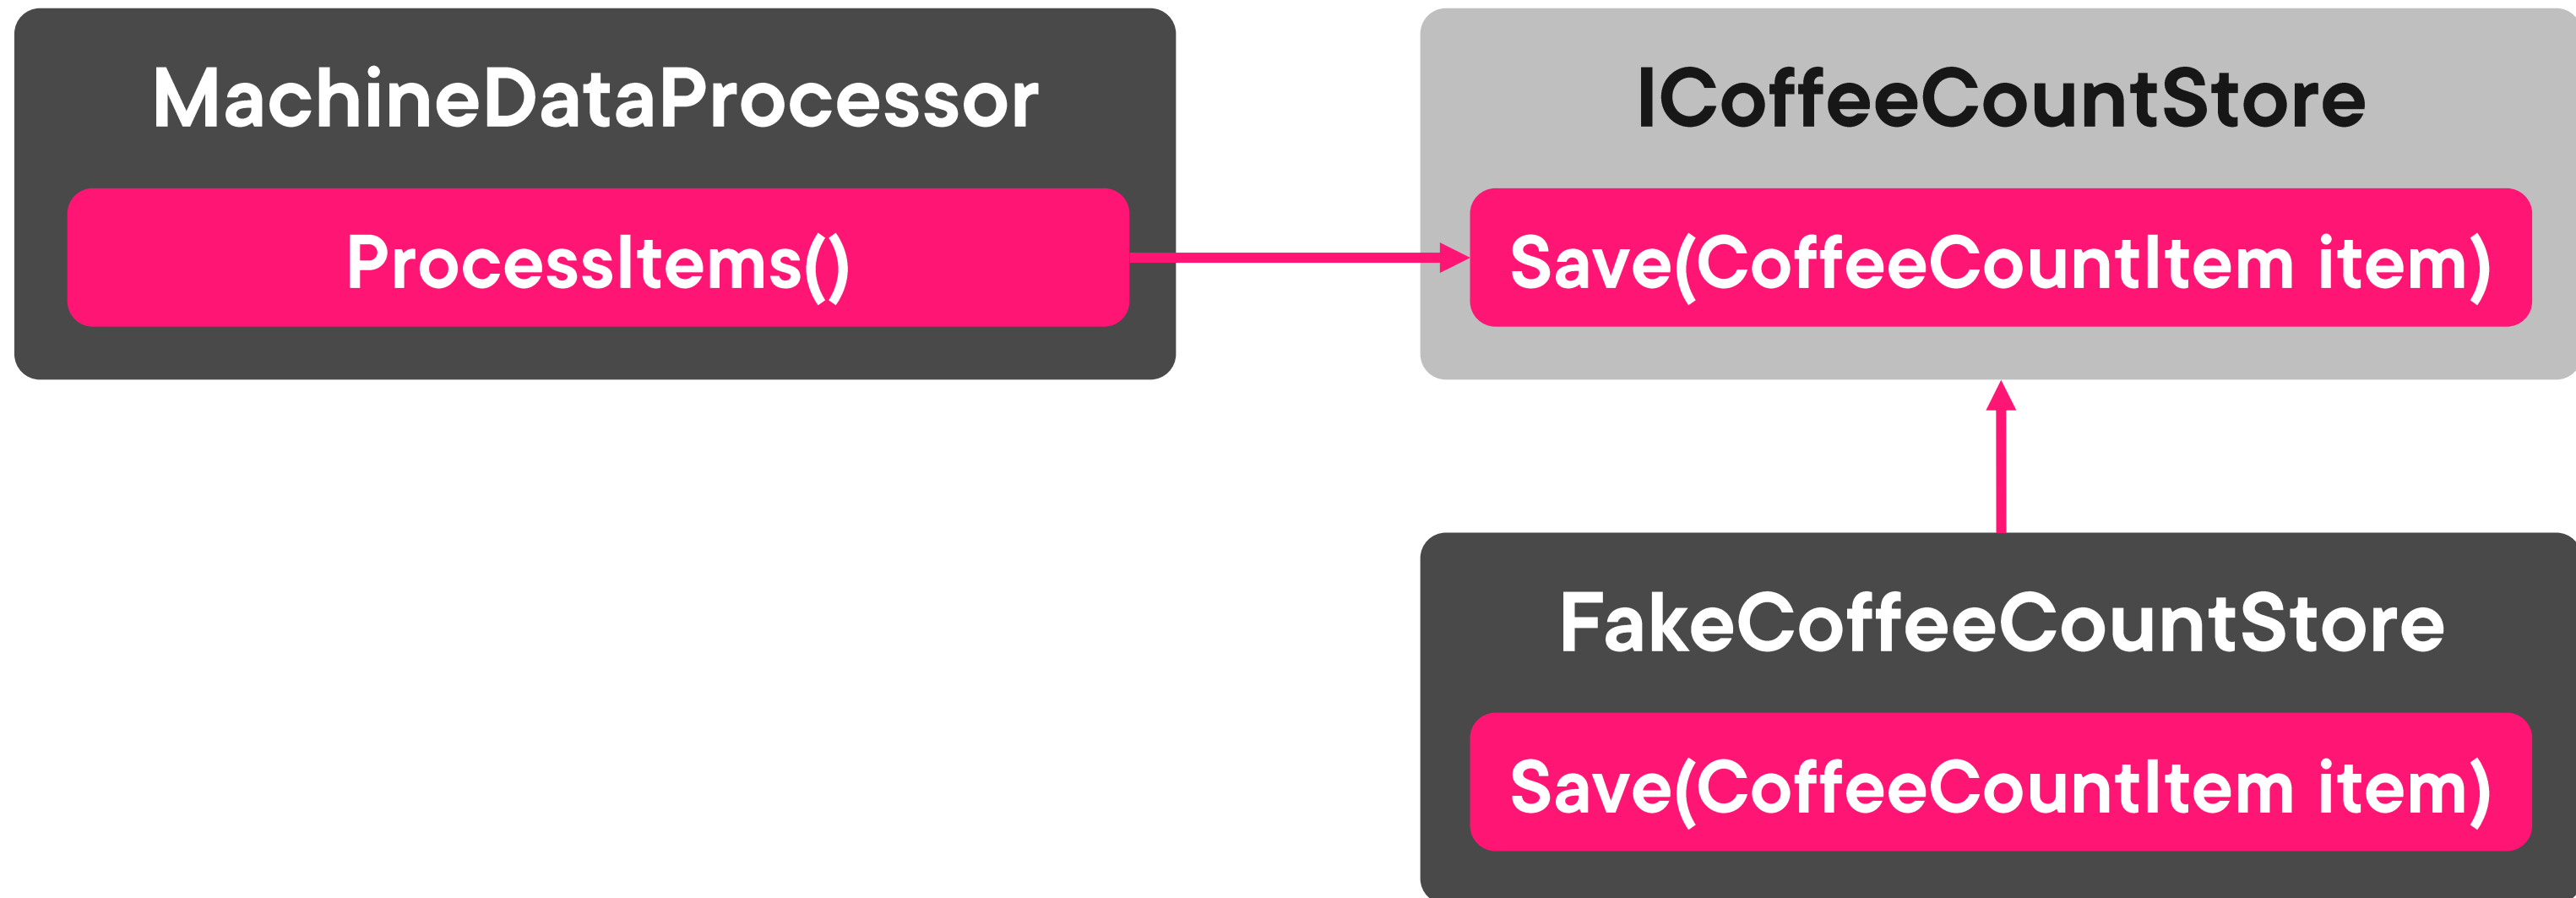 MachineDataProcessor
ProcessItems()
ICoffeeCountStore
Save(CoffeeCountItem item)
FakeCoffeeCountStore
Save(CoffeeCountItem item)